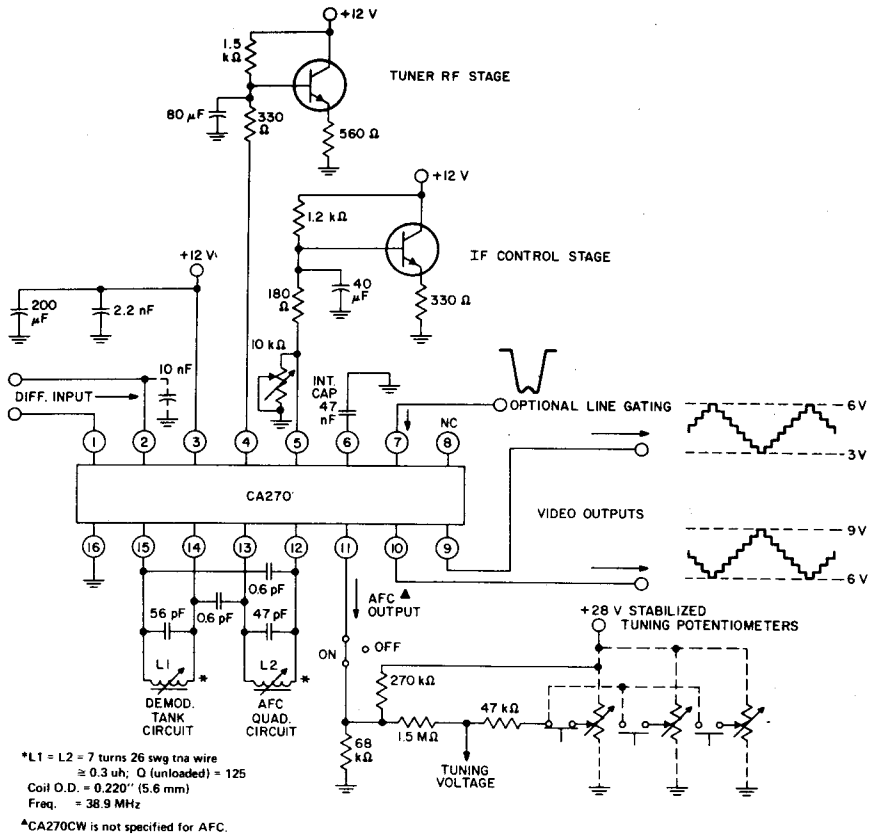 +12 V
1.5
kΩ
TUNER RF STAGE
80 µF
330
Ω
560 Ω
+12 V
1.2 kΩ
IF CONTROL STAGE
+12 V
40
µF
200
µF
2.2 nF
180
Ω
330 Ω
10 kΩ
10 nF
DIFF. INPUT
INT.
CAP
47
nF
OPTIONAL LINE GATING
6V
NC
1 2 3 4 5 6 7 8
3V
CA270
VIDEO OUTPUTS
9V
16 15 14 13 12 11 10 9
0.6 pF
6V
AFC ▲
OUTPUT
56 pF
0.6 pF
47 pF
+28 V STABILIZED
TUNING POTENTIOMETERS
ON
OFF
L1
*
L2
*
270 kΩ
DEMOD.
TANK
CIRCUIT
AFC
QUAD.
CIRCUIT
47 kΩ
1.5 MΩ
68
kΩ
TUNING
VOLTAGE
*L1 = L2 = 7 turns 26 swg tna wire
≅ 0.3 uh; Q (unloaded) = 125
Coil O.D. = 0.220" (5.6 mm)
Freq. = 38.9 MHz
▲CA270CW is not specified for AFC.